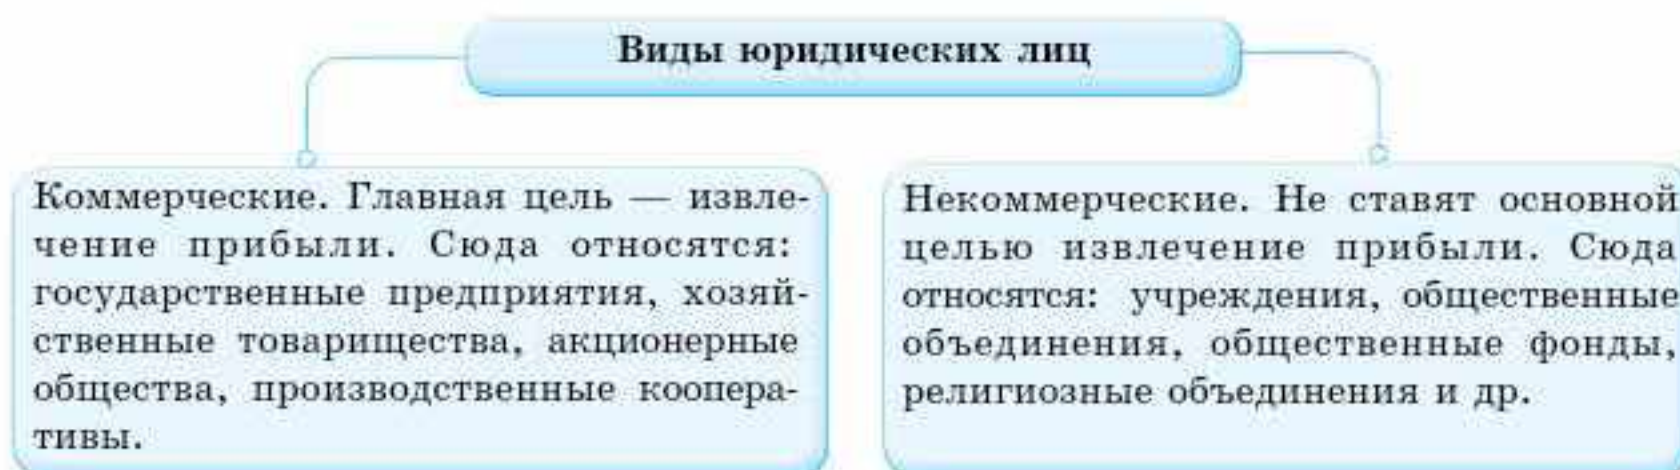 Виды юридических лиц
Коммерческие. Главная цель — извле-
чение прибыли. Сюда относятся:
государственные предприятия, хозяй-
ственные товарищества, акционерные
общества, производственные коопера-
тивы.
Некоммерческие. Не ставят основной
целью извлечение прибыли. Сюда
относятся: учреждения, общественные
объединения, общественные фонды,
религиозные объединения и др.